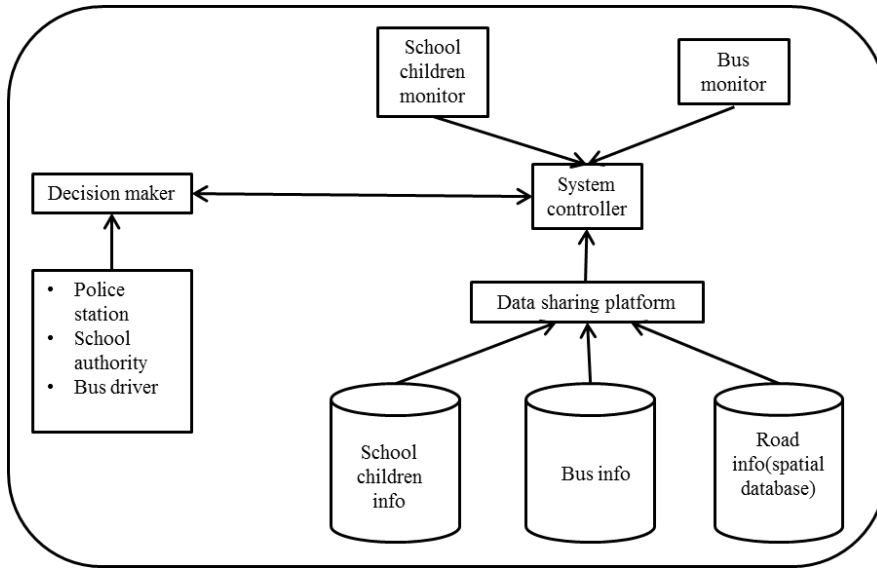 School
children
monitor
Bus
monitor
Decision maker
System
controller
• Police
station
• School
authority
• Bus driver
Data sharing platform
School
children
info
Bus info
Road
info(spatial
database)